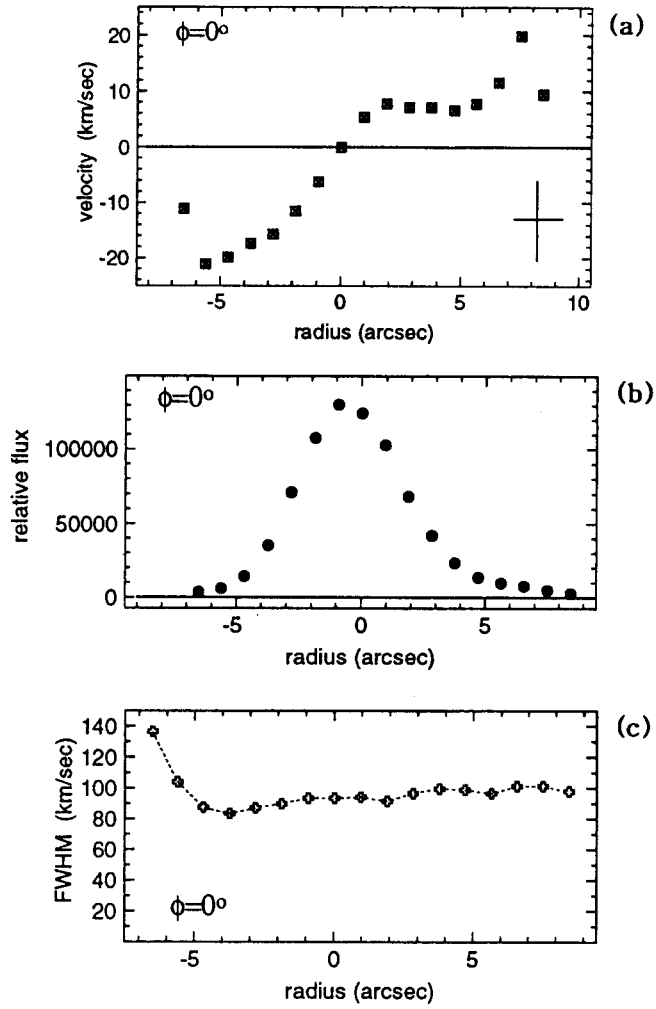 (a)
ϕ=0°
20
10
0
-10
-20
velocity (km/sec)
-5 0 5 10
radius (arcsec)
(b)
ϕ=0°
100000
50000
0
relative flux
-5 0 5
radius (arcsec)
(c)
140
120
100
80
60
40
20
FWHM (km/sec)
ϕ=0°
-5 0 5
radius (arcsec)